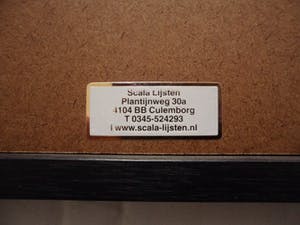 Scala Lijsten
Plantijnweg 30a
4104 BB Culemborg
T 0345-524293
I www.scala-lijsten.nl